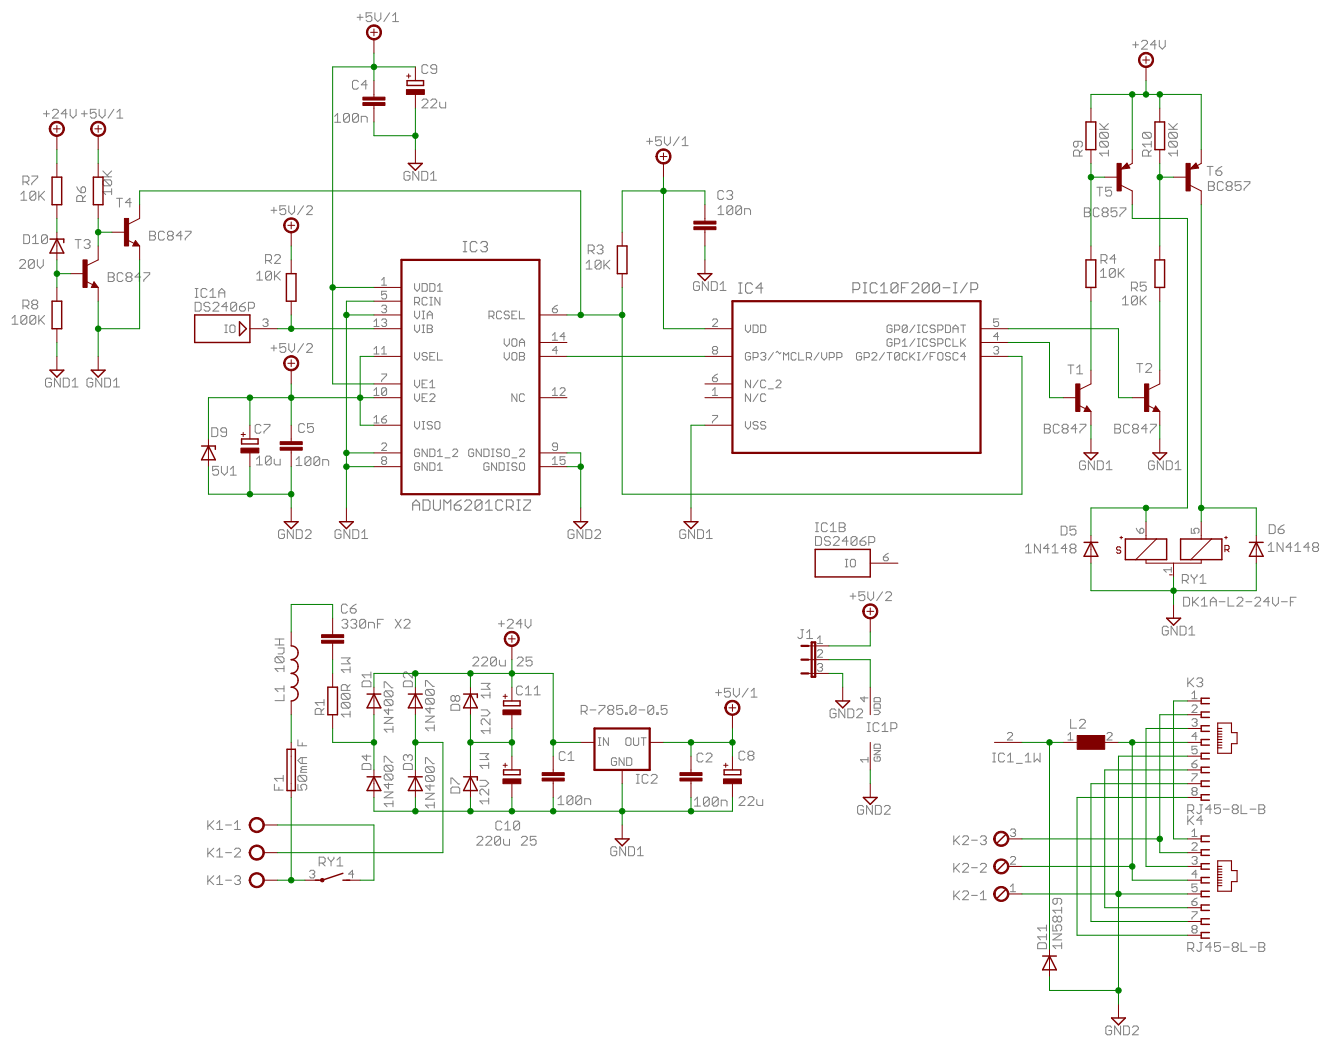 +5V/1
C4
100n
C9
22u
GND1
+24V
+5V/1
R7
10K
R6
10K
D10
20V
T3
BC847
T4
BC847
R8
100K
GND1
GND1
+5V/2
R2
10K
IC1A
DS2406P
IO
3
+5V/2
D9
5V1
C7
10u
C5
100n
GND2
GND1
IC3
1 VDD1
5 RCIN
3 VIA
13 VIB
11 VSEL
7 VE1
10 VE2
16 VISO
2 GND1_2
8 GND1
RCSEL 6
VOA 14
VOB 4
NC 12
GNDISO_2 9
GNDISO 15
ADUM6201CRIZ
GND2
+5V/1
R3
10K
C3
100n
GND1
IC4
PIC10F200-I/P
2 VDD
8 GP3/~MCLR/VPP
6 N/C_2
1 N/C
7 VSS
GP0/ICSPDAT 5
GP1/ICSPCLK 4
GP2/T0CKI/FOSC4 3
GND1
+24V
R9
100K
R10
100K
T5
BC857
T6
BC857
R4
10K
R5
10K
T1
BC847
T2
BC847
GND1
GND1
D5
1N4148
S
6
5
R
1
RY1
D6
1N4148
DK1A-L2-24V-F
GND1
IC1B
DS2406P
IO
6
+5V/2
J1
1
2
3
GND2
4
VDD
IC1P
1
GND
GND2
L1 10uH
C6
330nF X2
R1
100R 1W
F1
50mA F
D1
1N4007
D2
1N4007
D4
1N4007
D3
1N4007
+24V
220u 25
C11
D8
12V 1W
D7
12V 1W
C10
220u 25
C1
100n
R-785.0-0.5
IN OUT
GND
IC2
GND1
+5V/1
C2
100n
C8
22u
K1-1
K1-2
K1-3
RY1
3
4
2
IC1_1W
L2
1
2
K3
1
2
3
4
5
6
7
8
RJ45-8L-B
K4
1
2
3
4
5
6
7
8
RJ45-8L-B
K2-3
3
K2-2
2
K2-1
1
D11
1N5819
GND2